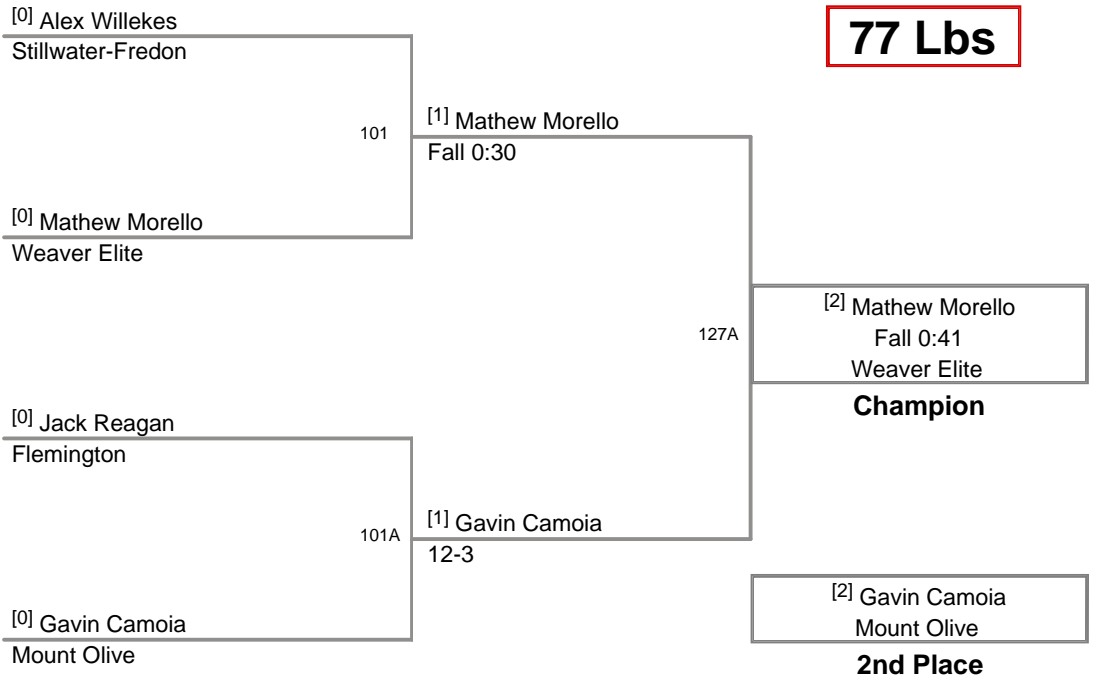 [0] Alex Willekes
Stillwater-Fredon
77 Lbs
101
[1] Mathew Morello
Fall 0:30
[0] Mathew Morello
Weaver Elite
127A
[2] Mathew Morello
Fall 0:41
Weaver Elite
Champion
[0] Jack Reagan
Flemington
101A
[1] Gavin Camoia
12-3
[0] Gavin Camoia
Mount Olive
[2] Gavin Camoia
Mount Olive
2nd Place